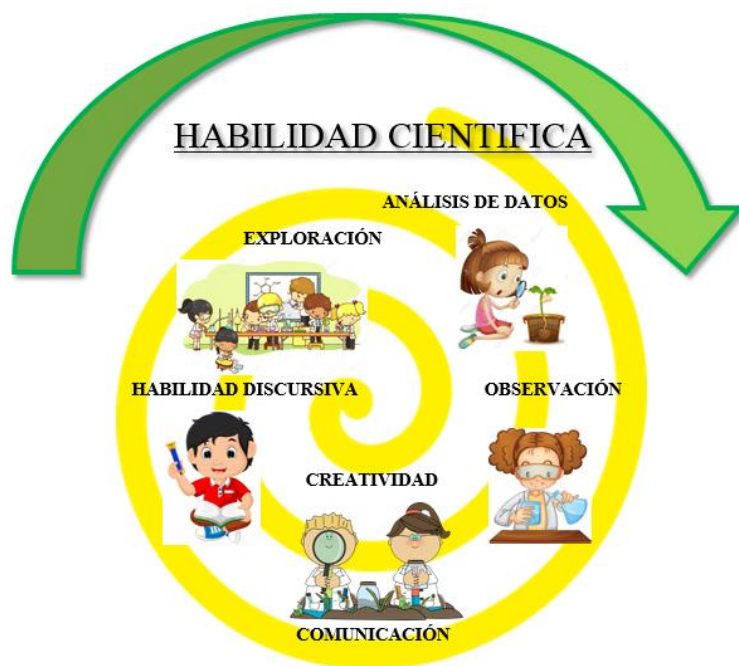 HABILIDAD CIENTIFICA
ANÁLISIS DE DATOS
EXPLORACIÓN
HABILIDAD DISCURSIVA
OBSERVACIÓN
CREATIVIDAD
COMUNICACIÓN